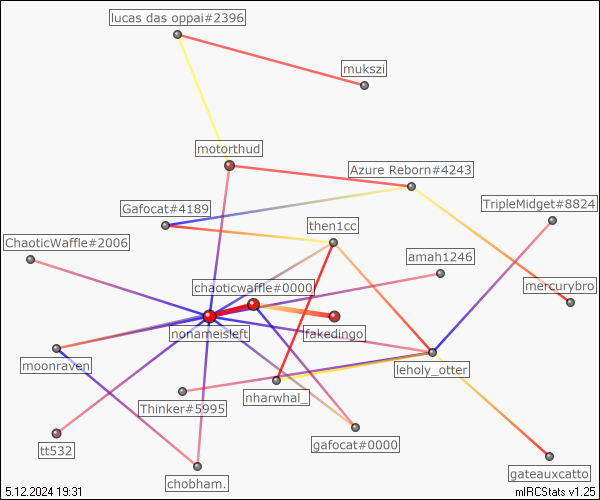 lucas das oppai#2396
mukszi
motorthud
Azure Reborn#4243
TripleMidget#8824
Gafocat#4189
then1cc
ChaoticWaffle#2006
amah1246
chaoticwaffle#0000
mercurybro
nonameisleft
fakedingo
moonraven
leholy_otter
nharwhal_
Thinker#5995
gafocat#0000
tt532
chobham.
gateauxcatto
5.12.2024 19:31
mIRCStats v1.25